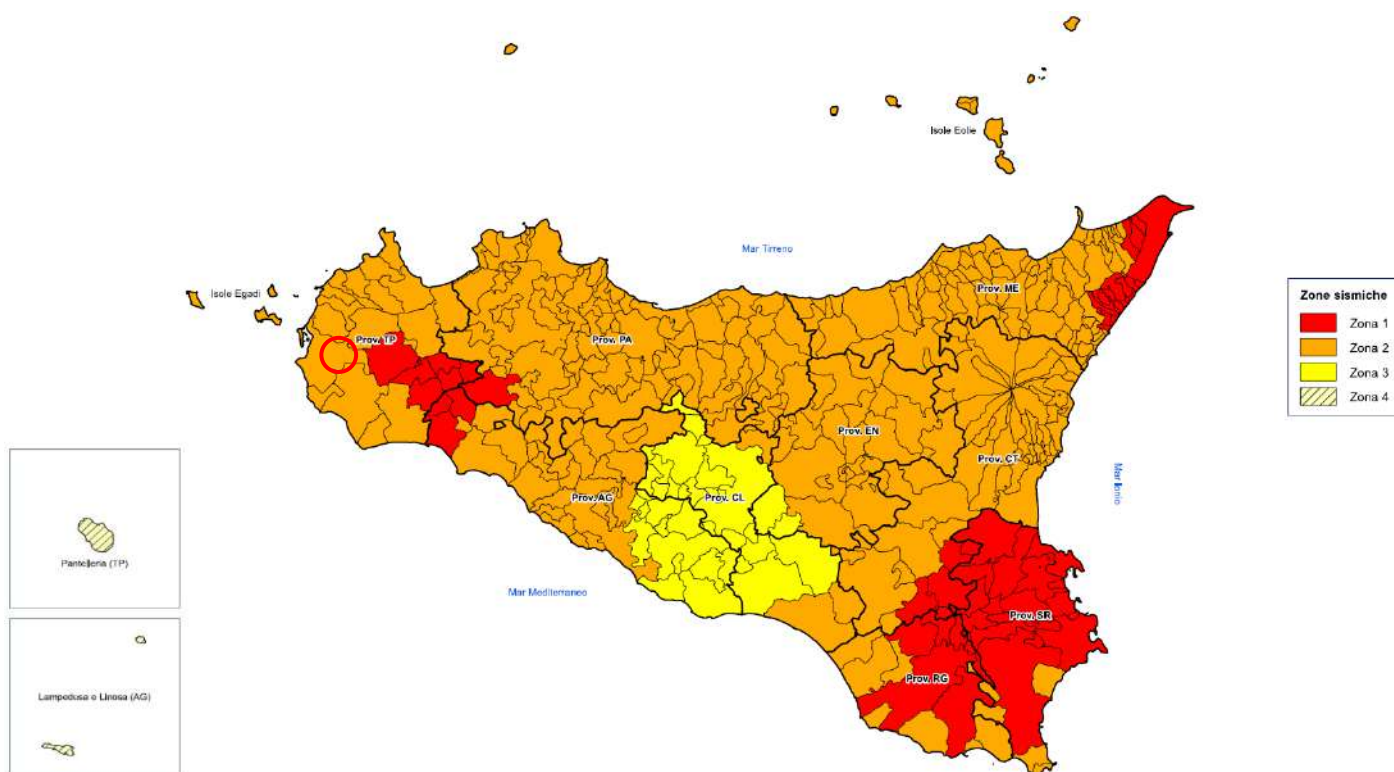 Isole Eolie
Mar Tirreno
Prov. ME
Isole Egadi
Prov. TP
Prov. PA
Zone sismiche
Zona 1
Zona 2
Zona 3
Zona 4
Prov. EN
Prov. CT
Mar Ionio
Prov. AG
Prov. CL
Pantelleria (TP)
Mar Mediterraneo
Prov. SR
Prov. RG
Lampedusa e Linosa (AG)